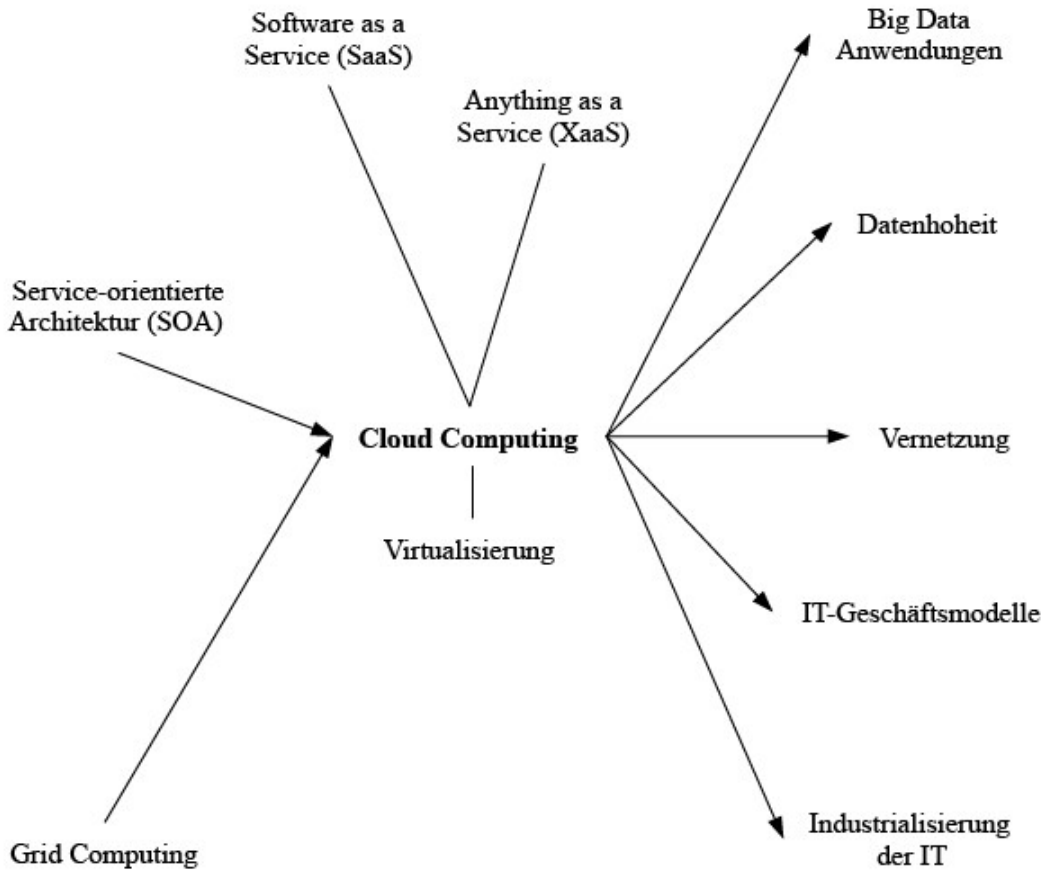 Software as a
Service (SaaS)
Big Data
Anwendungen
Anything as a
Service (XaaS)
Datenhoheit
Service-orientierte
Architektur (SOA)
Cloud Computing
Vernetzung
Virtualisierung
IT-Geschäftsmodelle
Grid Computing
Industrialisierung
der IT